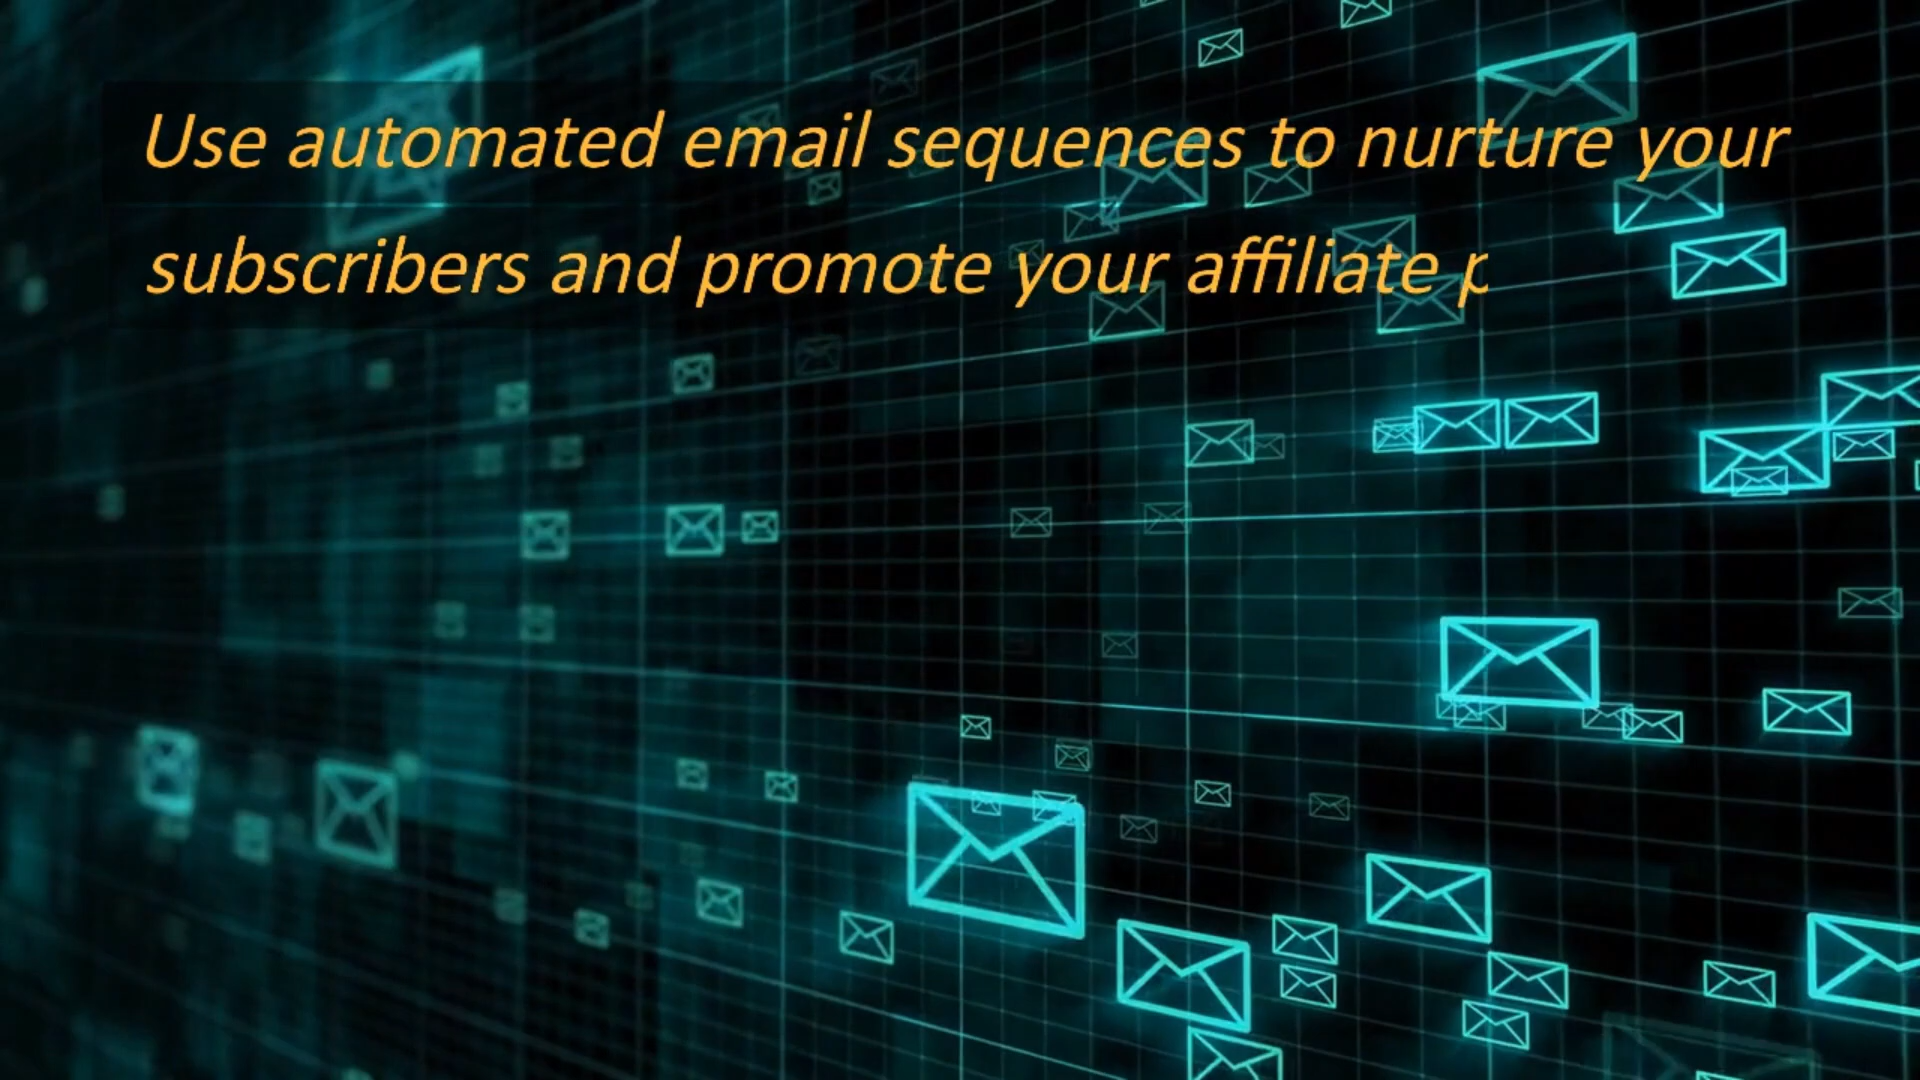 Use automated email sequences to nurture your
subscribers and promote your affiliate